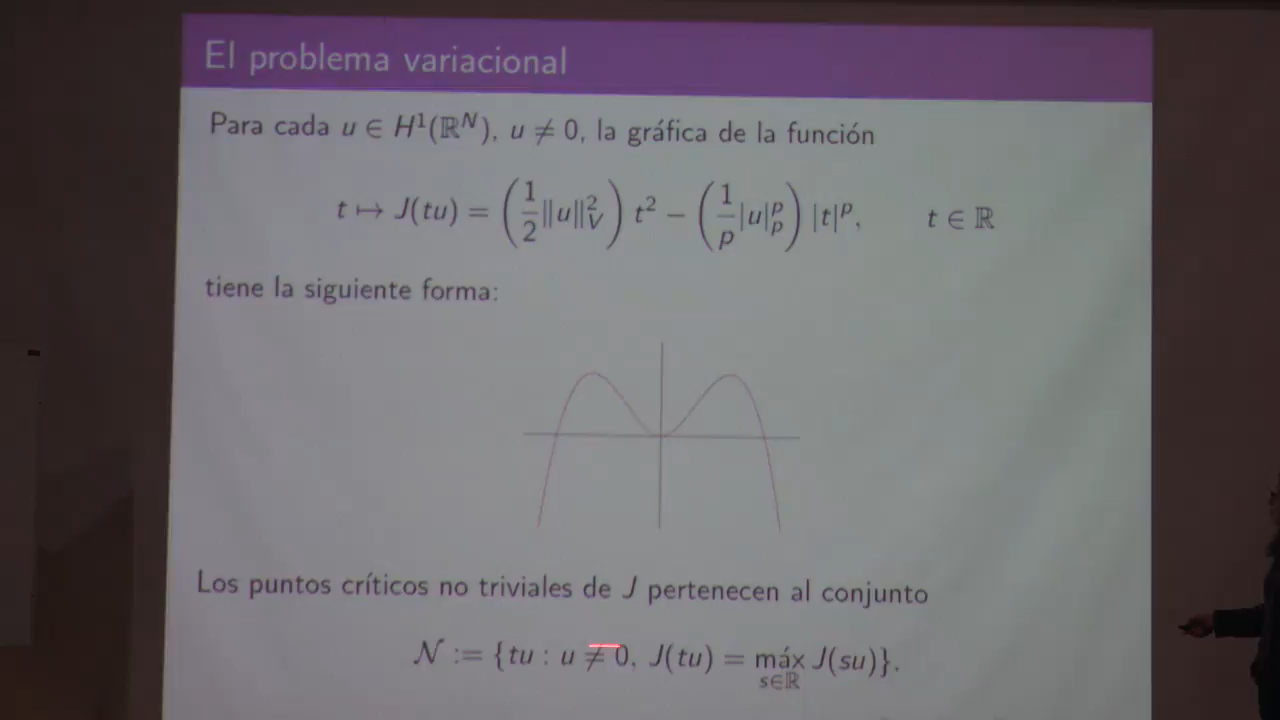 El problema variacional
Para cada u ∈ H¹(ℝᴺ), u ≠ 0, la gráfica de la función
t ↦ J(tu) = (1/2 ‖u‖²_V) t² − (1/p |u|ᵖ_p) |t|ᵖ, t ∈ ℝ
tiene la siguiente forma:
Los puntos críticos no triviales de J pertenecen al conjunto
𝒩 := {tu : u ≠ 0, J(tu) = máx_{s∈ℝ} J(su)}.